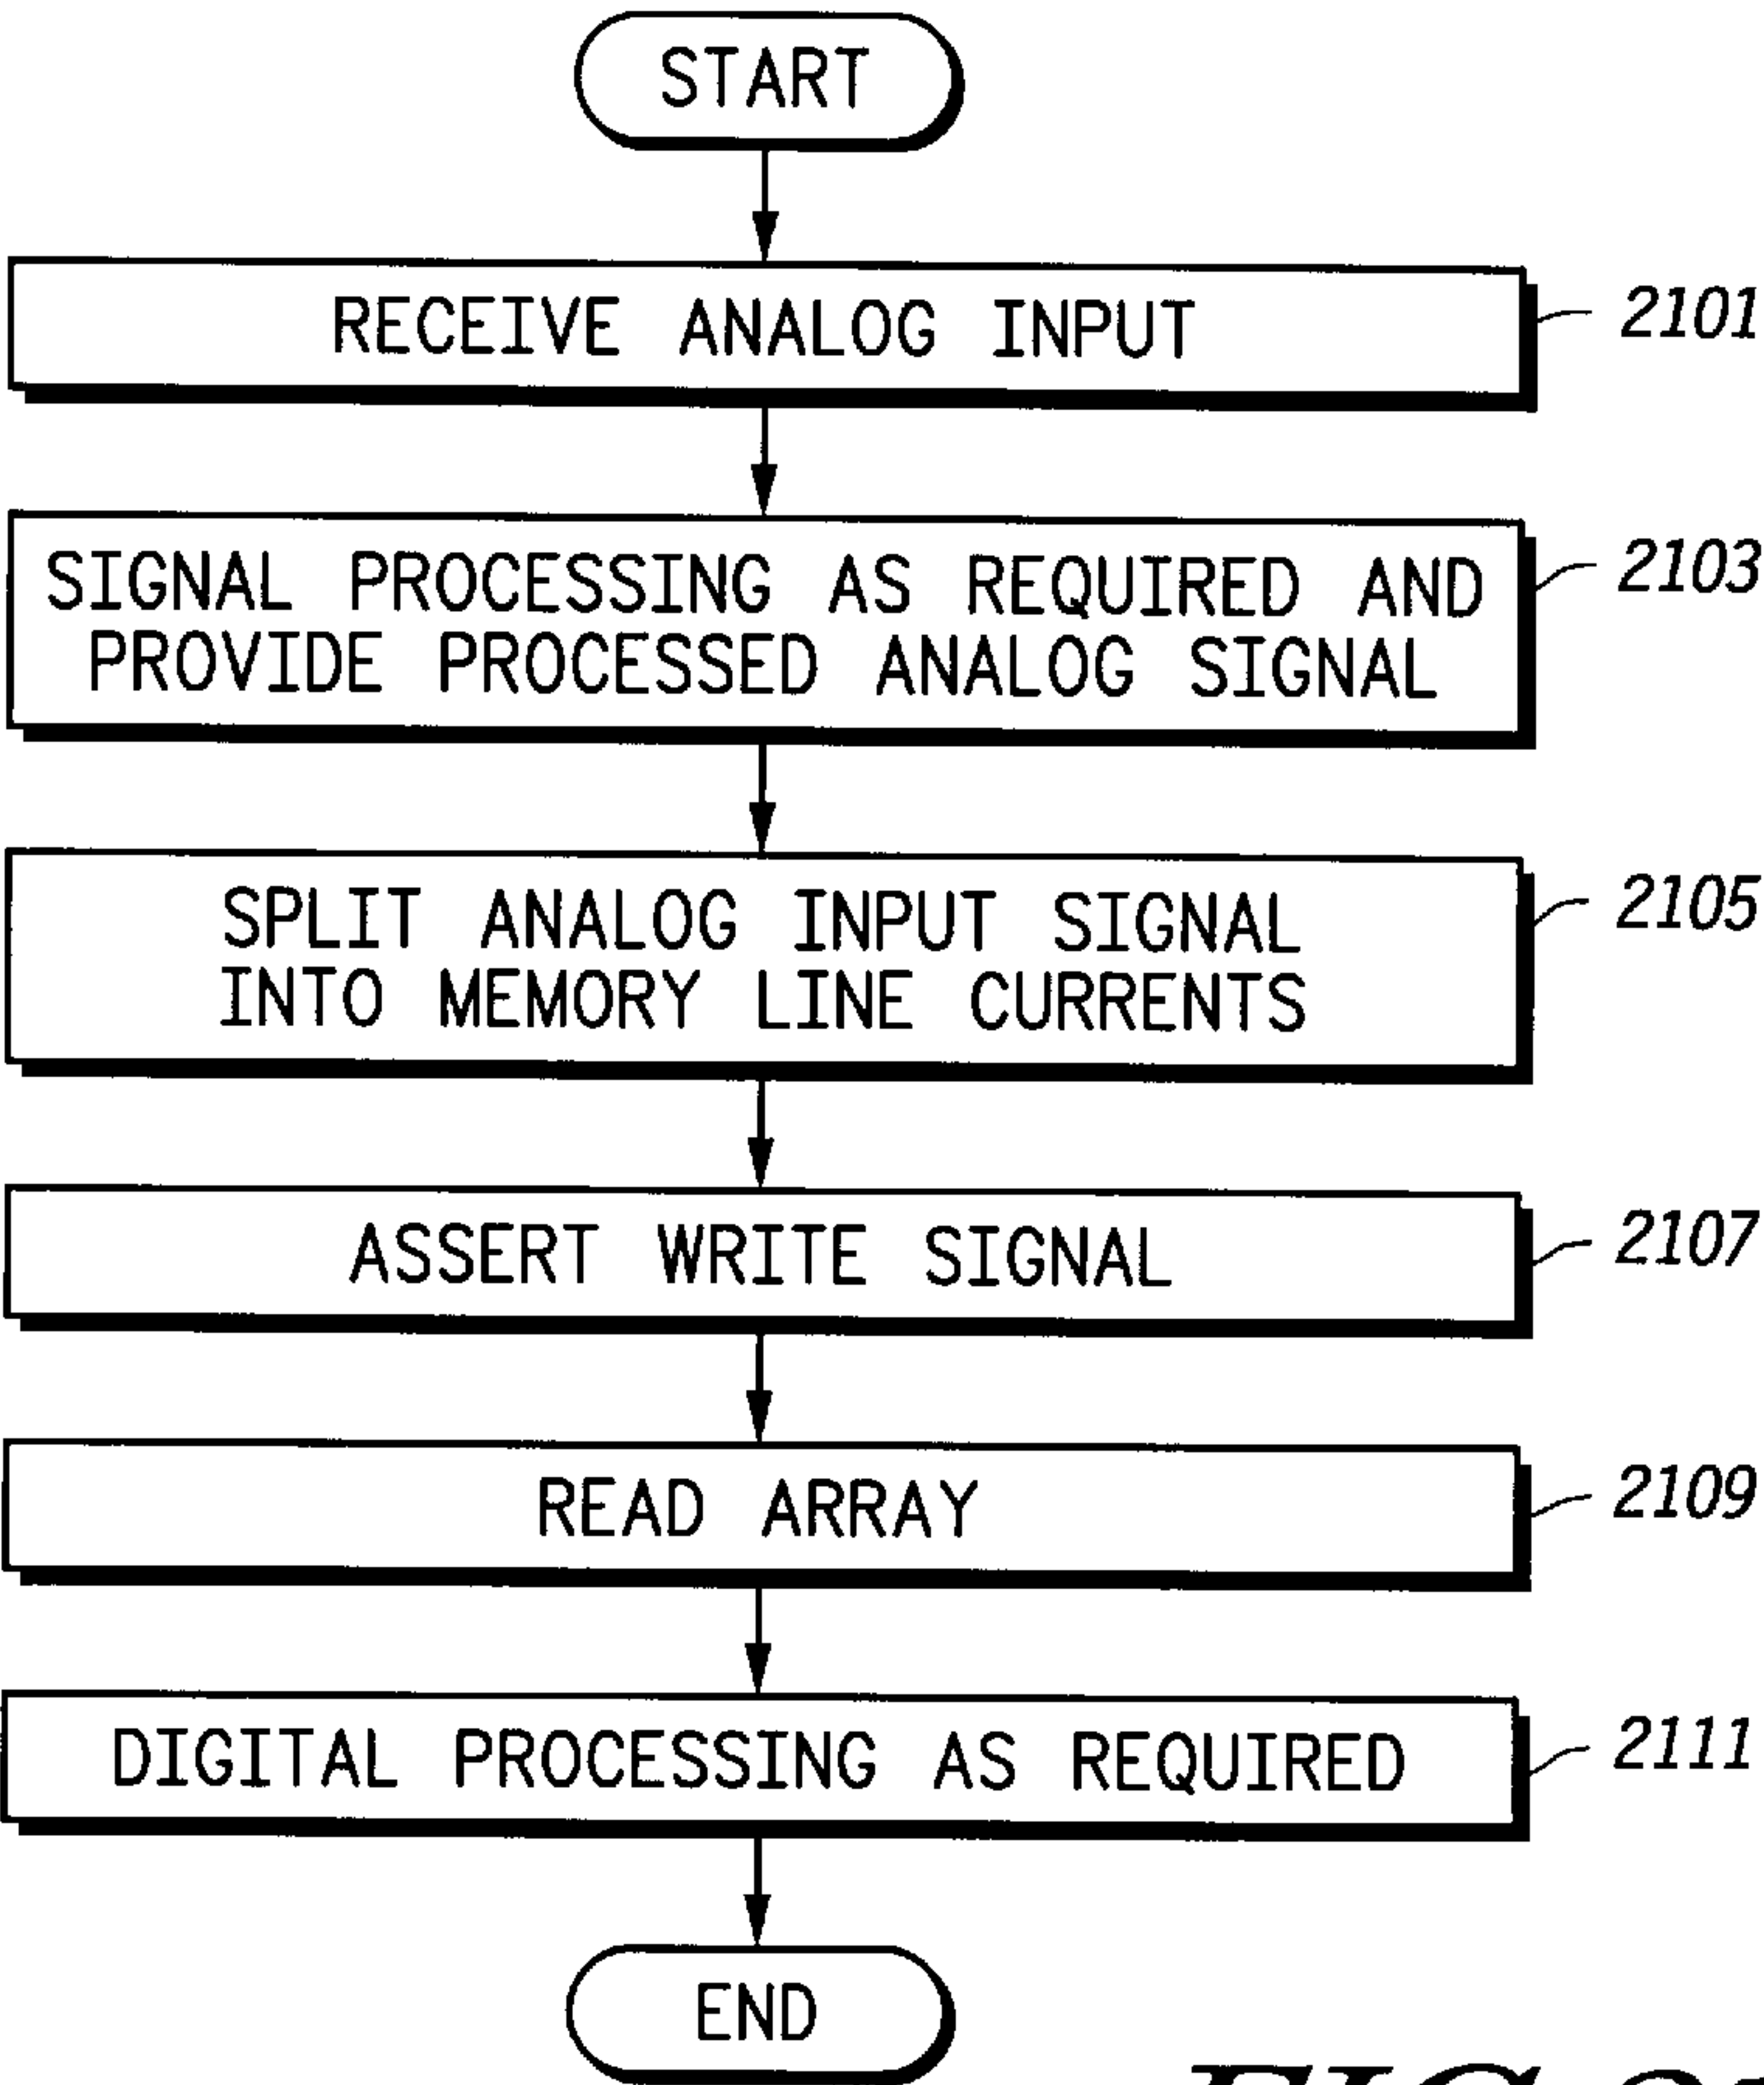 START
RECEIVE ANALOG INPUT
2101
SIGNAL PROCESSING AS REQUIRED AND
PROVIDE PROCESSED ANALOG SIGNAL
2103
SPLIT ANALOG INPUT SIGNAL
INTO MEMORY LINE CURRENTS
2105
ASSERT WRITE SIGNAL
2107
READ ARRAY
2109
DIGITAL PROCESSING AS REQUIRED
2111
END